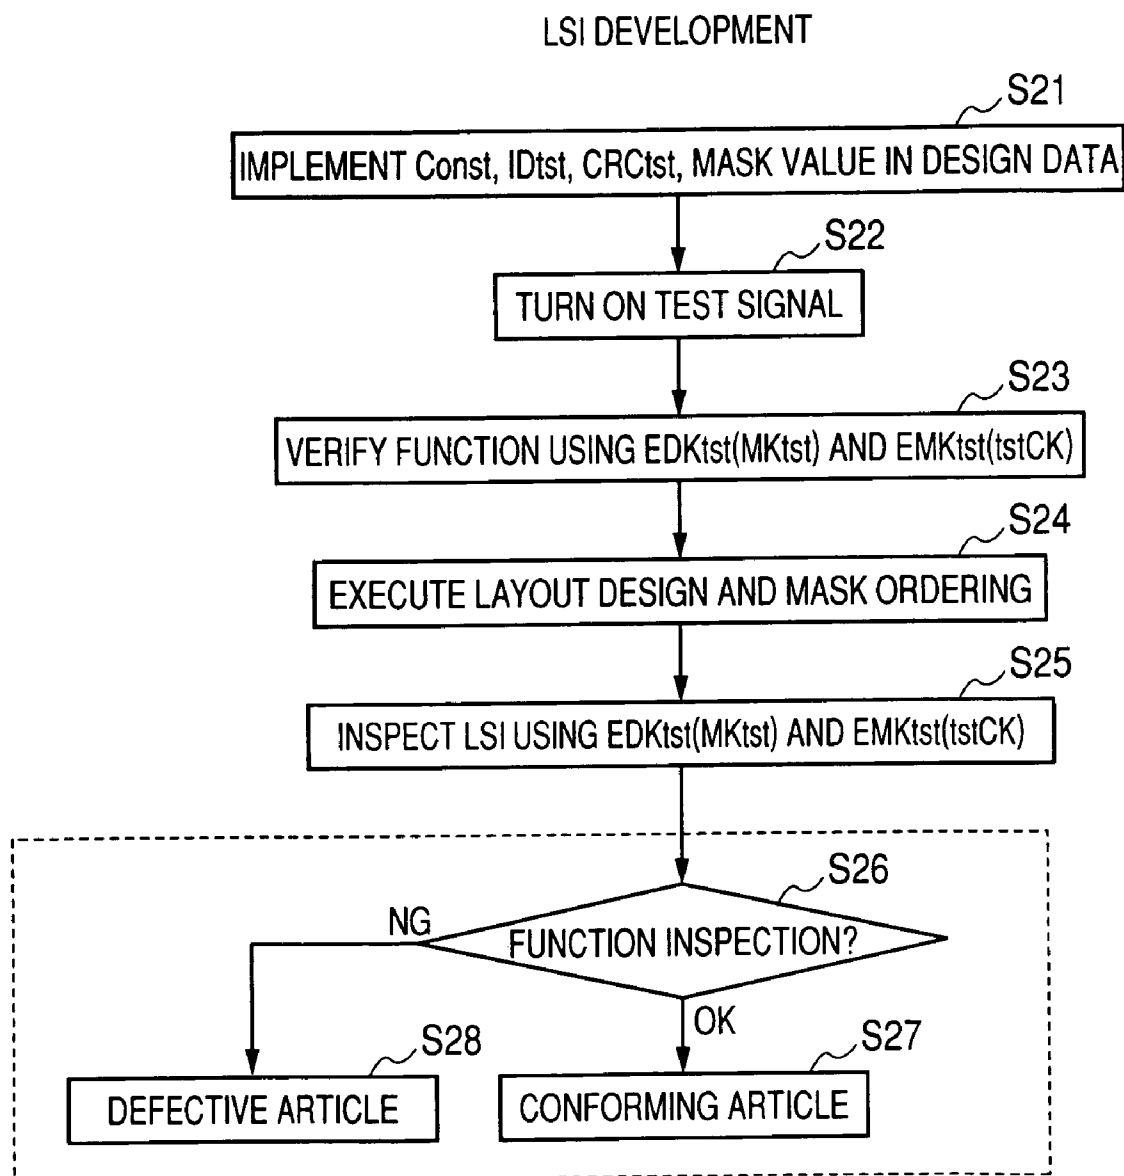 LSI DEVELOPMENT
S21
IMPLEMENT Const, IDtst, CRCtst, MASK VALUE IN DESIGN DATA
S22
TURN ON TEST SIGNAL
S23
VERIFY FUNCTION USING EDKtst(MKtst) AND EMKtst(tstCK)
S24
EXECUTE LAYOUT DESIGN AND MASK ORDERING
S25
INSPECT LSI USING EDKtst(MKtst) AND EMKtst(tstCK)
S26
NG
FUNCTION INSPECTION?
OK
S28
DEFECTIVE ARTICLE
S27
CONFORMING ARTICLE